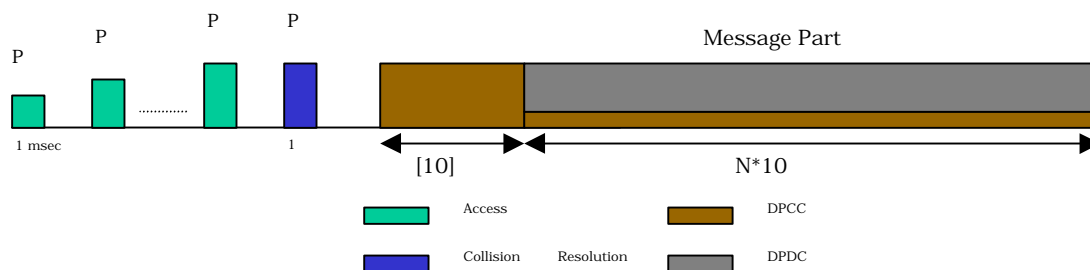 P
P
P
P
Message Part
1 msec
1
[10]
N*10
Access
DPCC
Collision Resolution
DPDC